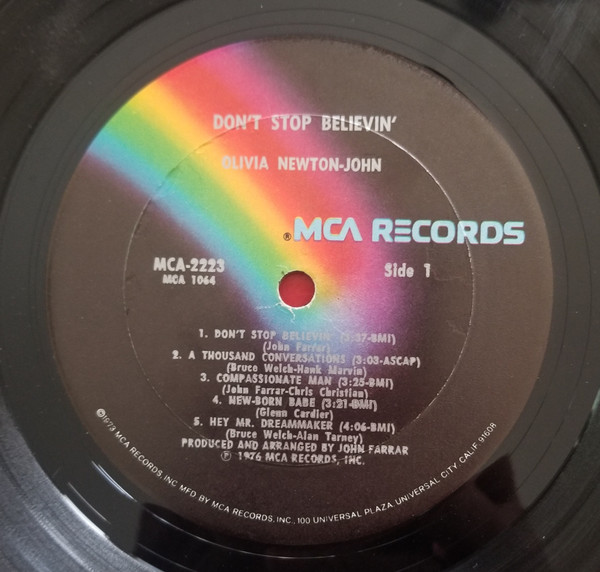 DON'T STOP BELIEVIN'
OLIVIA NEWTON-JOHN
®MCA RECORDS
MCA-2223
MCA 1064
Side 1
1. DON'T STOP BELIEVIN' (3:37-BMI)
(John Farrar)
2. A THOUSAND CONVERSATIONS (3:03-ASCAP)
(Bruce Welch-Hawk Marvin)
3. COMPASSIONATE MAN (3:25-BMI)
(John Farrar-Chris Christian)
4. NEW-BORN BABE (3:21-BMI)
(Glenn Cardier)
5. HEY MR. DREAMMAKER (4:06-BMI)
(Bruce Welch-Alan Tarney)
PRODUCED AND ARRANGED BY JOHN FARRAR
℗ 1976 MCA RECORDS, INC.
©1973 MCA RECORDS, INC MFD BY MCA RECORDS, INC., 100 UNIVERSAL PLAZA, UNIVERSAL CITY, CALIF. 91608